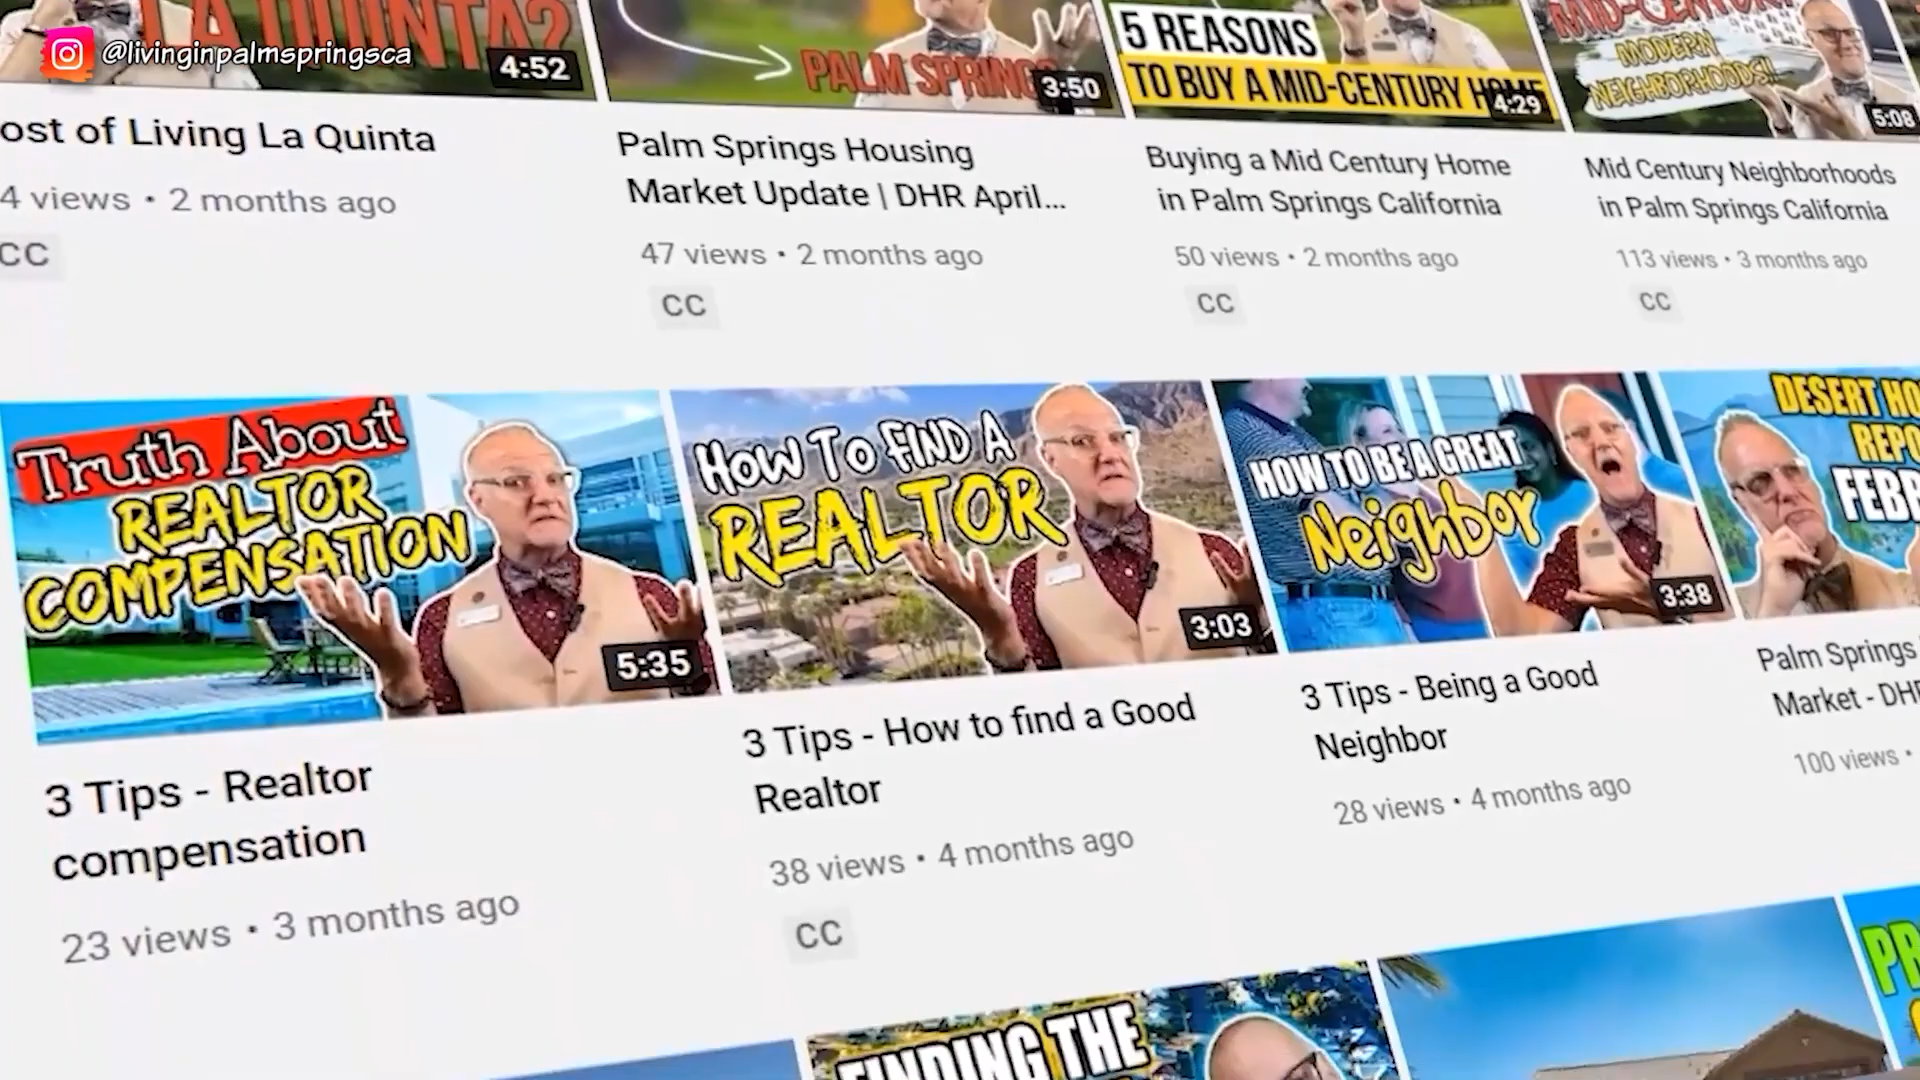 @livinginpalmspringsca
LA QUINTA?
4:52
PALM SPRINGS
3:50
5 REASONS
TO BUY A MID-CENTURY HOME
4:29
MID-CENTURY
MODERN
NEIGHBORHOODS!!
5:08
ost of Living La Quinta
4 views • 2 months ago
CC
Palm Springs Housing
Market Update | DHR April...
47 views • 2 months ago
CC
Buying a Mid Century Home
in Palm Springs California
50 views • 2 months ago
CC
Mid Century Neighborhoods
in Palm Springs California
113 views • 3 months ago
CC
Truth About
REALTOR
COMPENSATION
5:35
HOW TO FIND A
REALTOR
3:03
HOW TO BE A GREAT
Neighbor
3:38
DESERT HO
REPO
FEBR
3 Tips - Realtor
compensation
23 views • 3 months ago
3 Tips - How to find a Good
Realtor
38 views • 4 months ago
CC
3 Tips - Being a Good
Neighbor
28 views • 4 months ago
Palm Springs
Market - DHR
100 views •
FINDING THE
PR